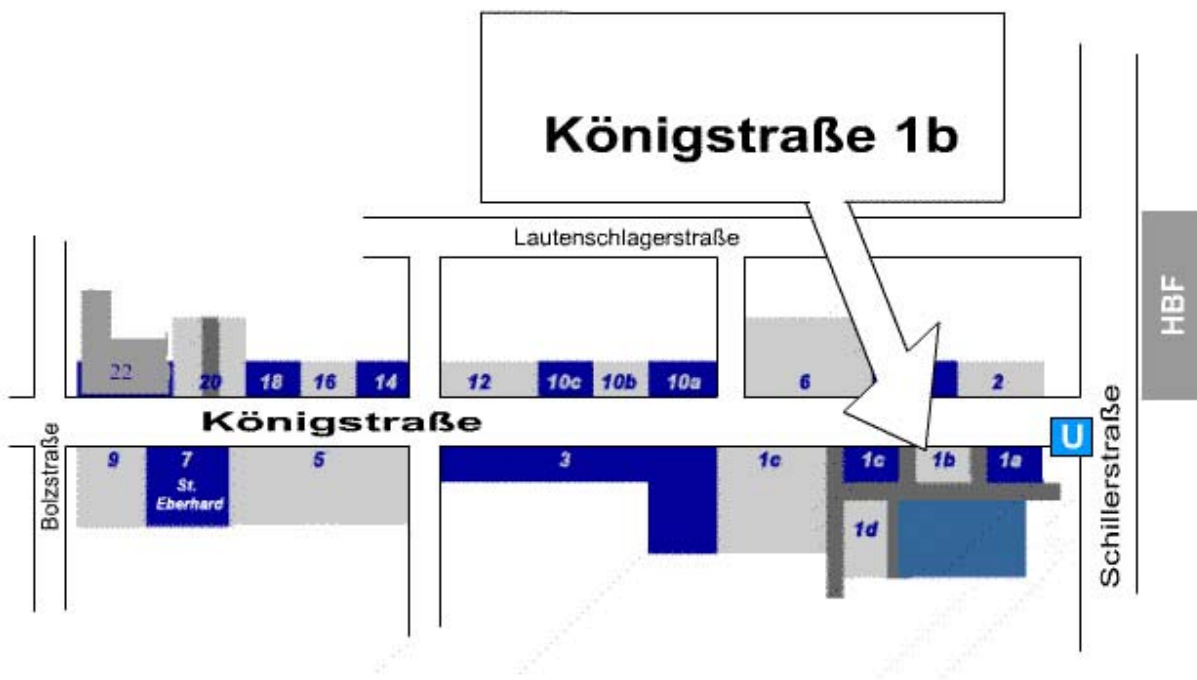 Königstraße 1b
Lautenschlagerstraße
HBF
22
20
18
16
14
12
10c
10b
10a
6
2
Königstraße
U
Bolzstraße
9
7
St.
Eberhard
5
3
1c
1c
1b
1a
1d
Schillerstraße